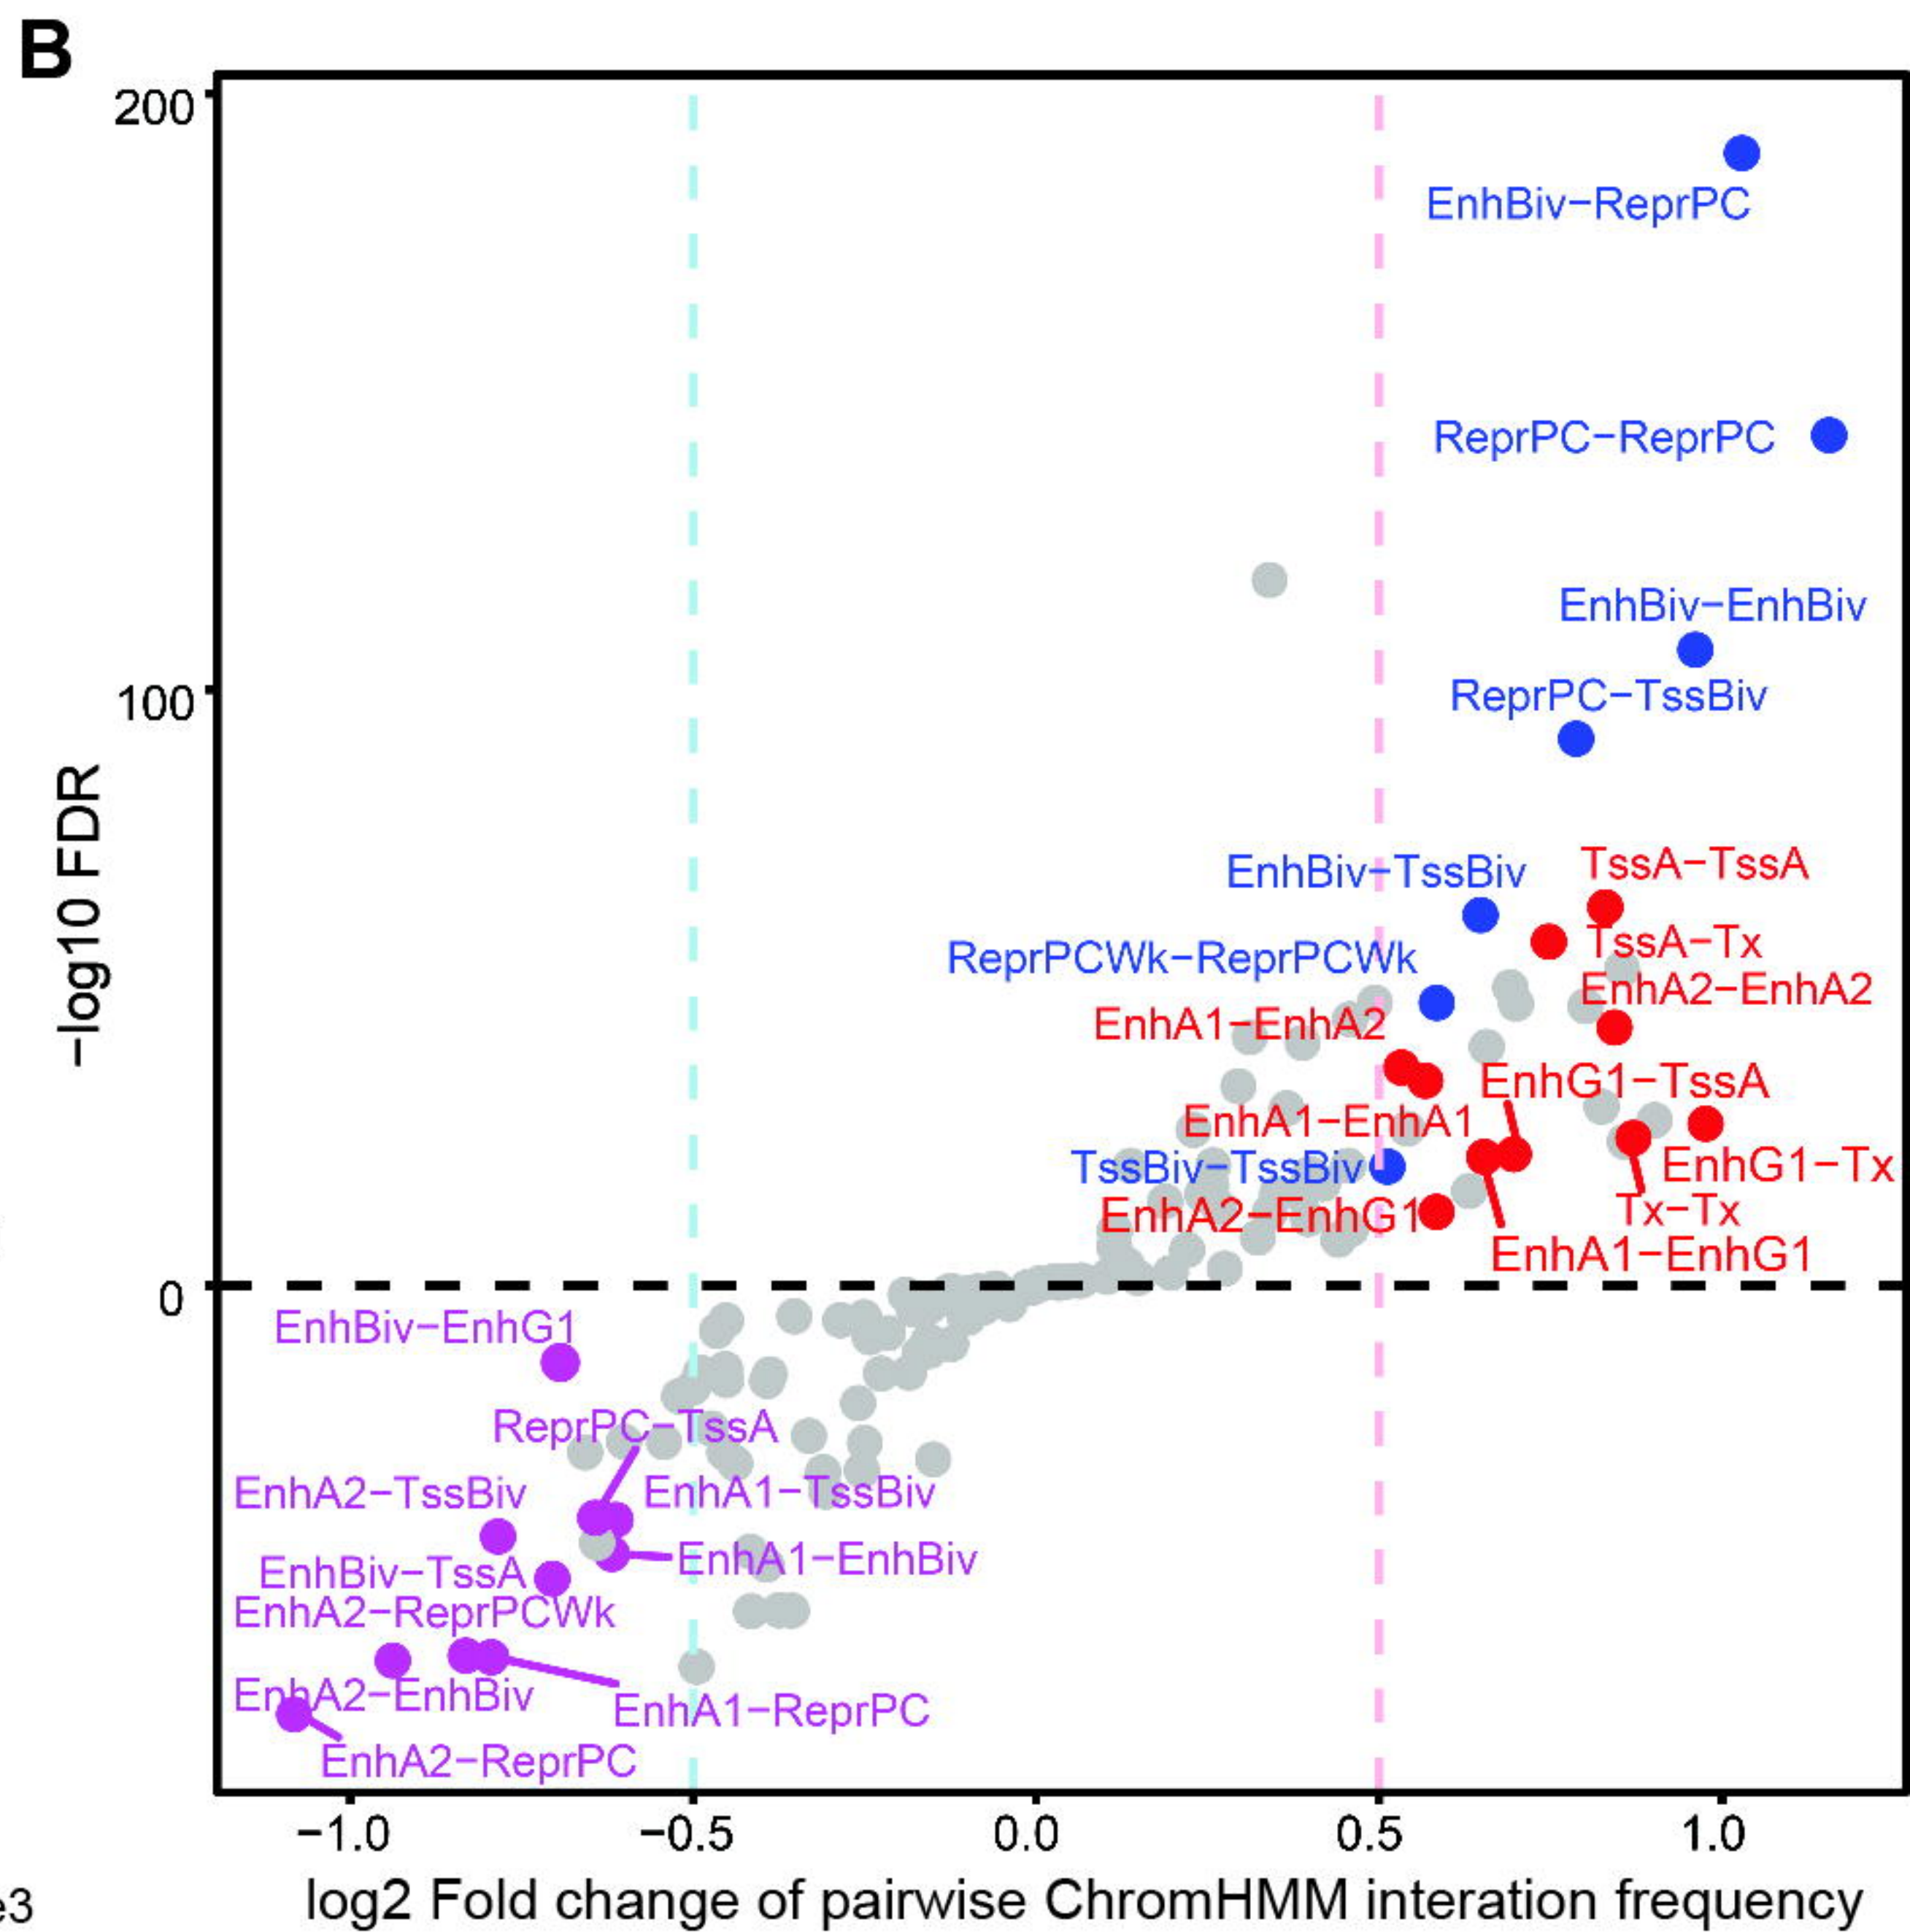 B
200
EnhBiv−ReprPC
ReprPC−ReprPC
EnhBiv−EnhBiv
100
ReprPC−TssBiv
−log10 FDR
EnhBiv−TssBiv
TssA−TssA
ReprPCWk−ReprPCWk
TssA−Tx
EnhA2−EnhA2
EnhA1−EnhA2
EnhG1−TssA
EnhA1−EnhA1
TssBiv−TssBiv
EnhG1−Tx
EnhA2−EnhG1
Tx−Tx
EnhA1−EnhG1
0
EnhBiv−EnhG1
ReprPC−TssA
EnhA2−TssBiv
EnhA1−TssBiv
EnhA1−EnhBiv
EnhBiv−TssA
EnhA2−ReprPCWk
EnhA2−EnhBiv
EnhA1−ReprPC
EnhA2−ReprPC
−1.0
−0.5
0.0
0.5
1.0
log2 Fold change of pairwise ChromHMM interation frequency
e3